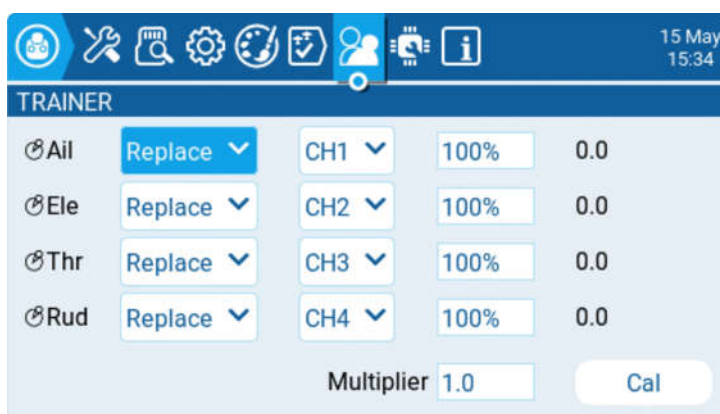 15 May
15:34
TRAINER
Ail Replace CH1 100% 0.0
Ele Replace CH2 100% 0.0
Thr Replace CH3 100% 0.0
Rud Replace CH4 100% 0.0
Multiplier 1.0 Cal